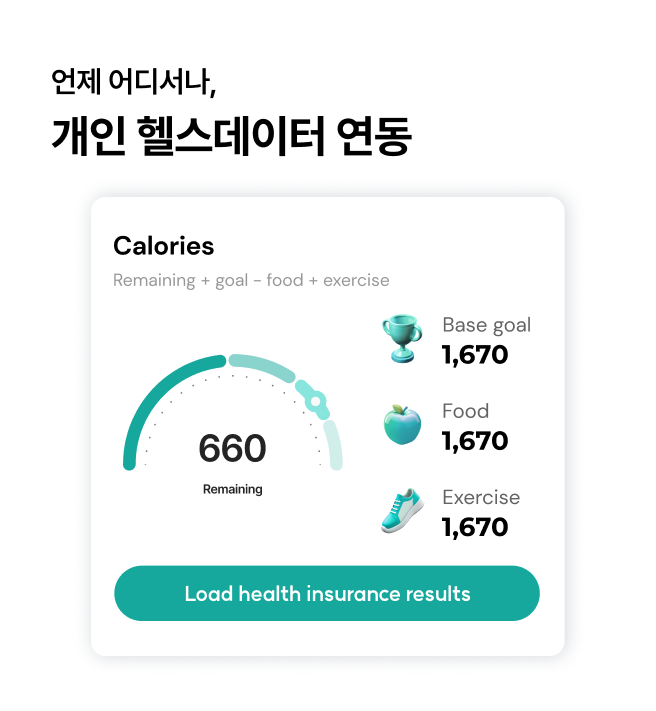 언제 어디서나,
개인 헬스데이터 연동
Calories
Remaining + goal - food + exercise
Base goal
1,670
660
Remaining
Food
1,670
Exercise
1,670
Load health insurance results